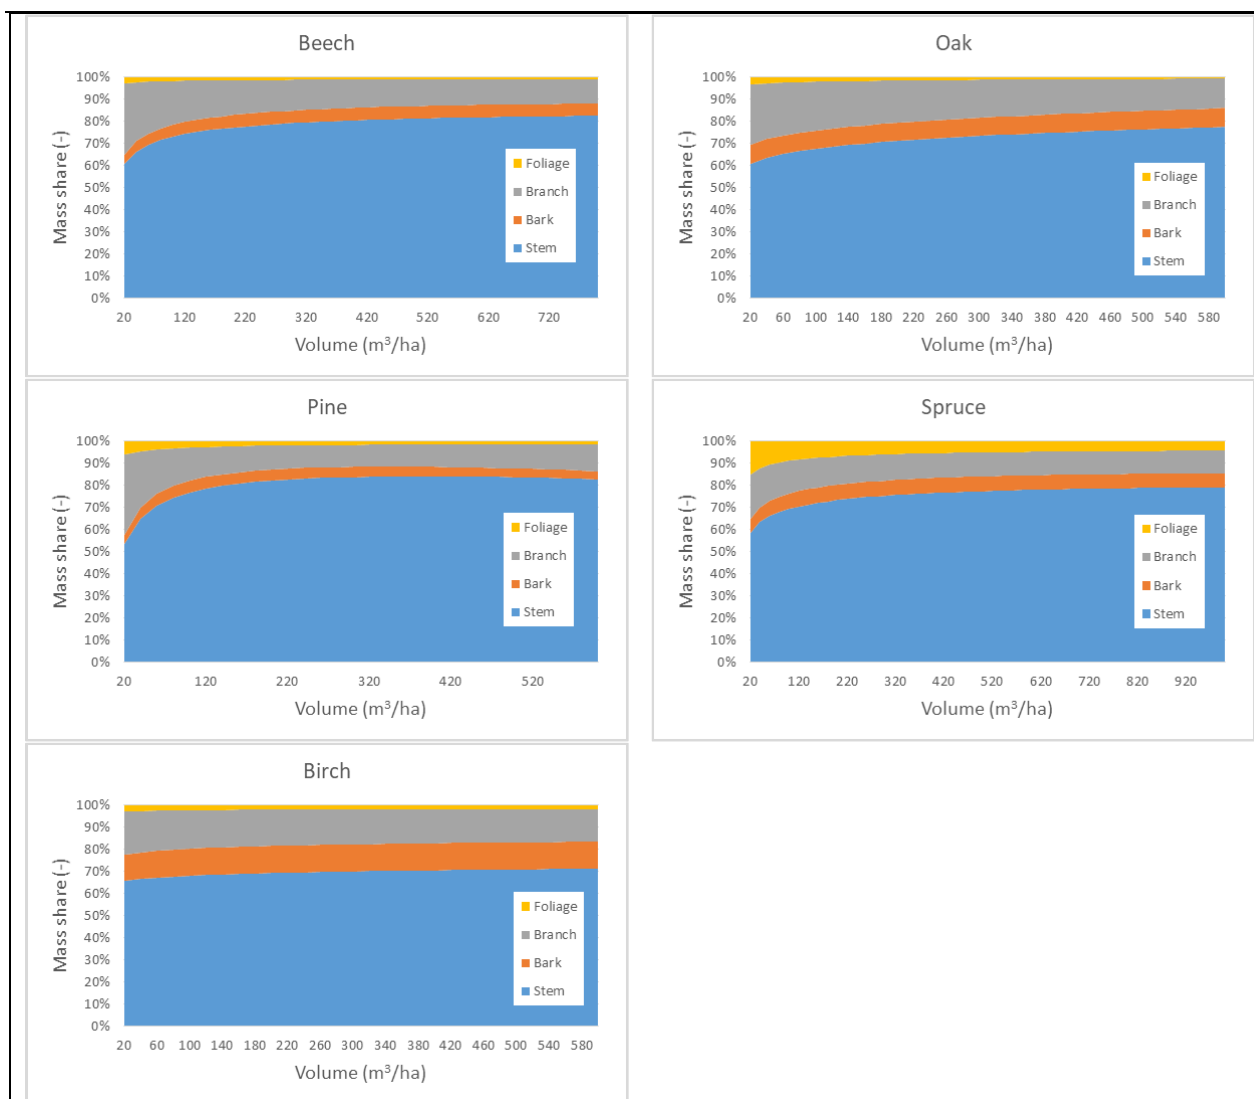 Beech
100%
90%
80%
70%
60%
50%
40%
30%
20%
10%
0%
Mass share (-)
Foliage
Branch
Bark
Stem
20 120 220 320 420 520 620 720
Volume (m³/ha)
Oak
100%
90%
80%
70%
60%
50%
40%
30%
20%
10%
0%
Mass share (-)
Foliage
Branch
Bark
Stem
20 60 100 140 180 220 260 300 340 380 420 460 500 540 580
Volume (m³/ha)
Pine
100%
90%
80%
70%
60%
50%
40%
30%
20%
10%
0%
Mass share (-)
Foliage
Branch
Bark
Stem
20 120 220 320 420 520
Volume (m³/ha)
Spruce
100%
90%
80%
70%
60%
50%
40%
30%
20%
10%
0%
Mass share (-)
Foliage
Branch
Bark
Stem
20 120 220 320 420 520 620 720 820 920
Volume (m³/ha)
Birch
100%
90%
80%
70%
60%
50%
40%
30%
20%
10%
0%
Mass share (-)
Foliage
Branch
Bark
Stem
20 60 100 140 180 220 260 300 340 380 420 460 500 540 580
Volume (m³/ha)